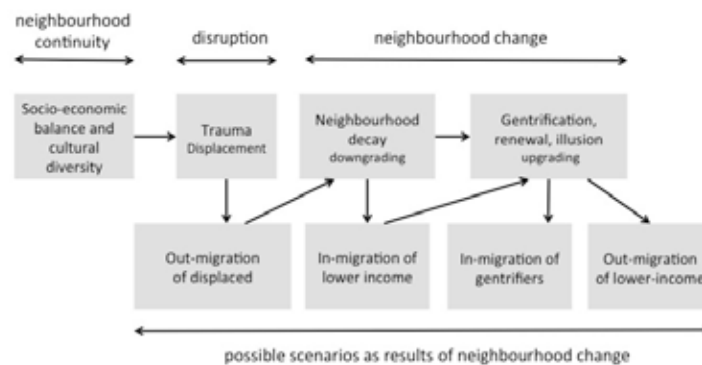 neighbourhood
continuity
disruption
neighbourhood change
Socio-economic
balance and
cultural
diversity
Trauma
Displacement
Neighbourhood
decay
downgrading
Gentrification,
renewal, illusion
upgrading
Out-migration
of displaced
In-migration of
lower income
In-migration of
gentrifiers
Out-migration
of lower-income
possible scenarios as results of neighbourhood change